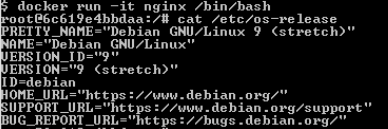 $ docker run -it nginx /bin/bash
root@6c619e4bbdaa:/# cat /etc/os-release
PRETTY_NAME="Debian GNU/Linux 9 (stretch)"
NAME="Debian GNU/Linux"
VERSION_ID="9"
VERSION="9 (stretch)"
ID=debian
HOME_URL="https://www.debian.org/"
SUPPORT_URL="https://www.debian.org/support"
BUG_REPORT_URL="https://bugs.debian.org/"